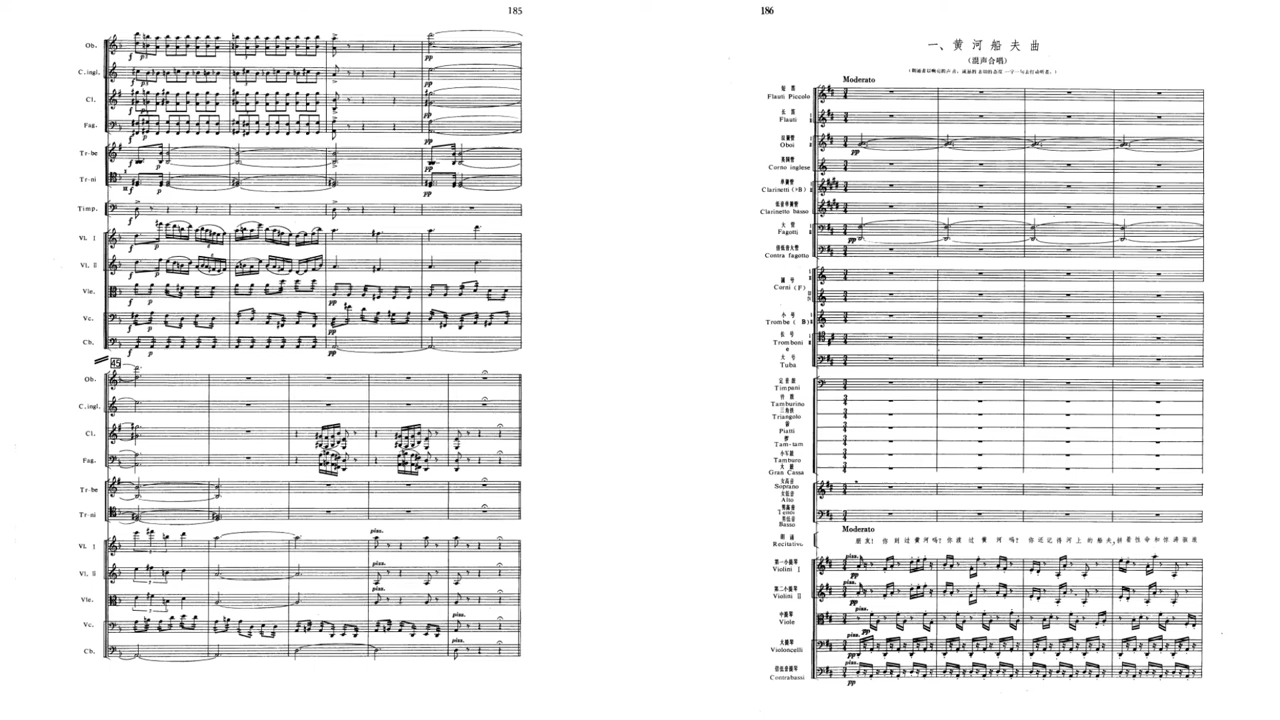 185
Ob.
C.ingl.
Cl.
Fag.
Tr-be
Tr-ni
Timp.
Vl. I
Vl. II
Vle.
Vc.
Cb.
f p
pp
45
Ob.
C.ingl.
Cl.
Fag.
Tr-be
Tr-ni
Vl. I
Vl. II
Vle.
Vc.
Cb.
pizz.
pizz.
pizz.
pizz.
186
一、黄河船夫曲
(混声合唱)
Moderato
短笛
Flauti Piccolo
长笛
Flauti
双簧管
Oboi
英国管
Corno inglese
单簧管
Clarinetti (♭B)
低音单簧管
Clarinetto basso
大管
Fagotti
倍低音大管
Contra fagotto
圆号
Corni (F)
小号
Trombe (B)
长号
Tromboni
e
大号
Tuba
定音鼓
Timpani
铃鼓
Tamburino
三角铁
Triangolo
Piatti
锣
Tam-tam
小军鼓
Tamburo
大鼓
Gran Cassa
女高音
Soprano
女低音
Alto
男高音
Tenoi
男低音
Basso
Moderato
朗诵
Recitativo
朋友! 你到过黄河吗? 你渡过黄河吗? 你还记得河上的船夫,拼着性命和惊涛骇浪
第一小提琴
Violini I
第二小提琴
Violini II
中提琴
Viole
大提琴
Violoncelli
倍低音提琴
Contrabassi
pizz.
pp